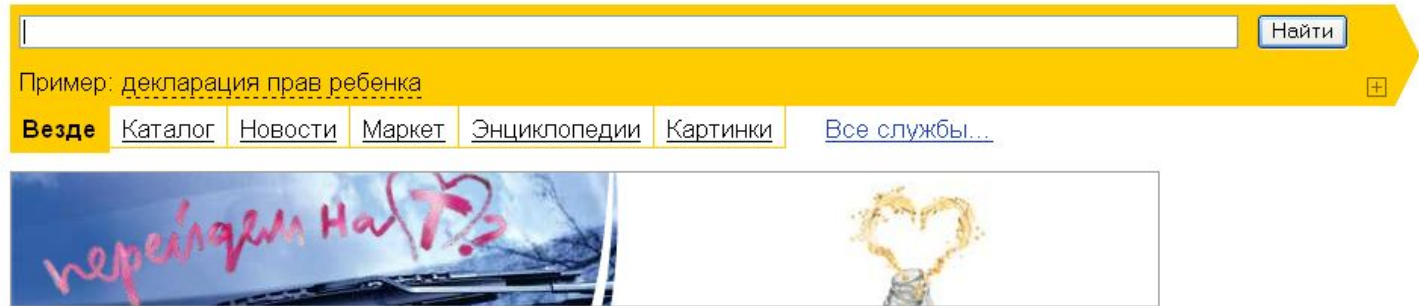 Найти
Пример: декларация прав ребенка
Везде Каталог Новости Маркет Энциклопедии Картинки Все службы...
перейдем на Т?